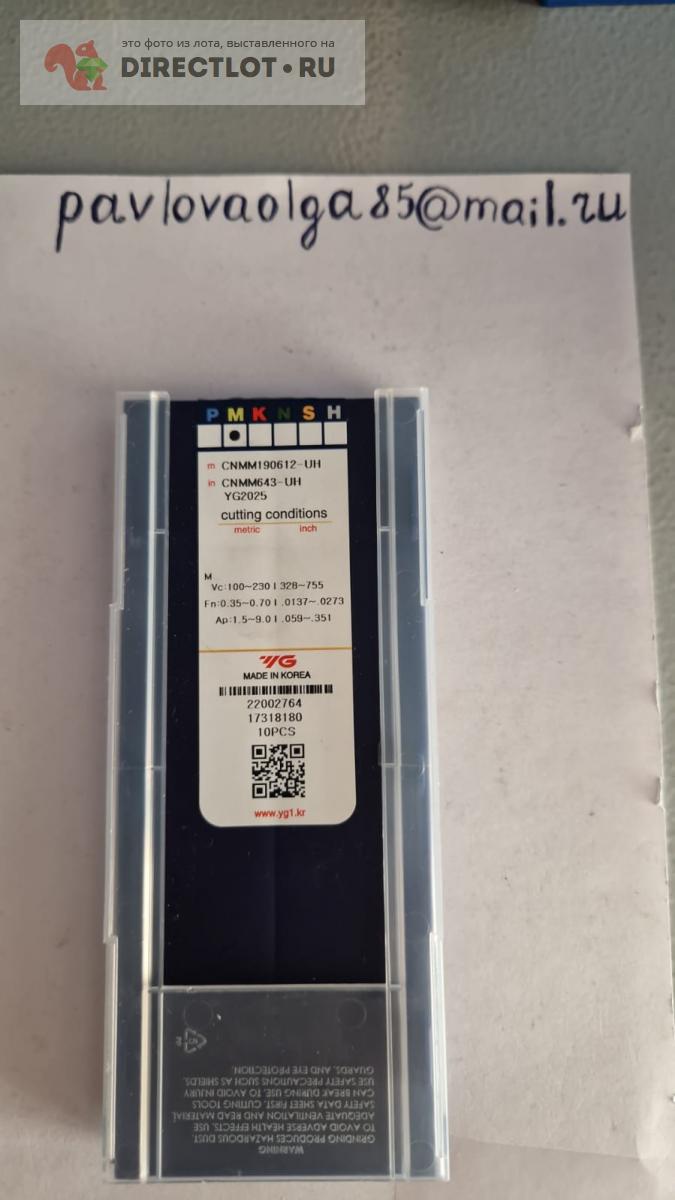 это фото из лота, выставленного на
DIRECTLOT•RU
pavlovaolga85@mail.ru
P M K N S H
m CNMM190612-UH
in CNMM643-UH
YG2025
cutting conditions
metric inch
M
Vc:100~230 | 328~755
Fn:0.35~0.70 | .0137~.0273
Ap:1.5~9.0 | .059~.351
YG
MADE IN KOREA
22002764
17318180
10PCS
www.yg1.kr
WARNING
GRINDING PRODUCES HAZARDOUS DUST.
TO AVOID ADVERSE HEALTH EFFECTS. USE
ADEQUATE VENTILATION AND READ MATERIAL
SAFETY DATA SHEET FIRST. CUTTING TOOLS
CAN BREAK DURING USE. TO AVOID INJURY
USE SAFETY PRECAUTIONS SUCH AS SHIELDS.
GUARDS. AND EYE PROTECTION.